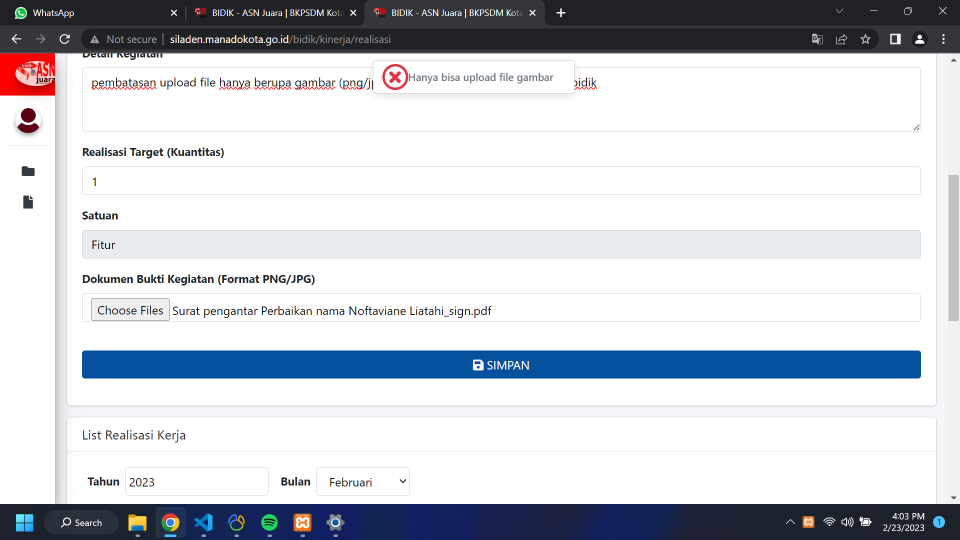 WhatsApp
BIDIK - ASN Juara | BKPSDM Kota
BIDIK - ASN Juara | BKPSDM Kota
Not secure
siladen.manadokota.go.id/bidik/kinerja/realisasi
ASN
juara
Detail Kegiatan
Hanya bisa upload file gambar
pembatasan upload file hanya berupa gambar (png/jp bidik
Realisasi Target (Kuantitas)
1
Satuan
Fitur
Dokumen Bukti Kegiatan (Format PNG/JPG)
Choose Files Surat pengantar Perbaikan nama Noftaviane Liatahi_sign.pdf
SIMPAN
List Realisasi Kerja
Tahun 2023 Bulan Februari
Search
4:03 PM
2/23/2023
1